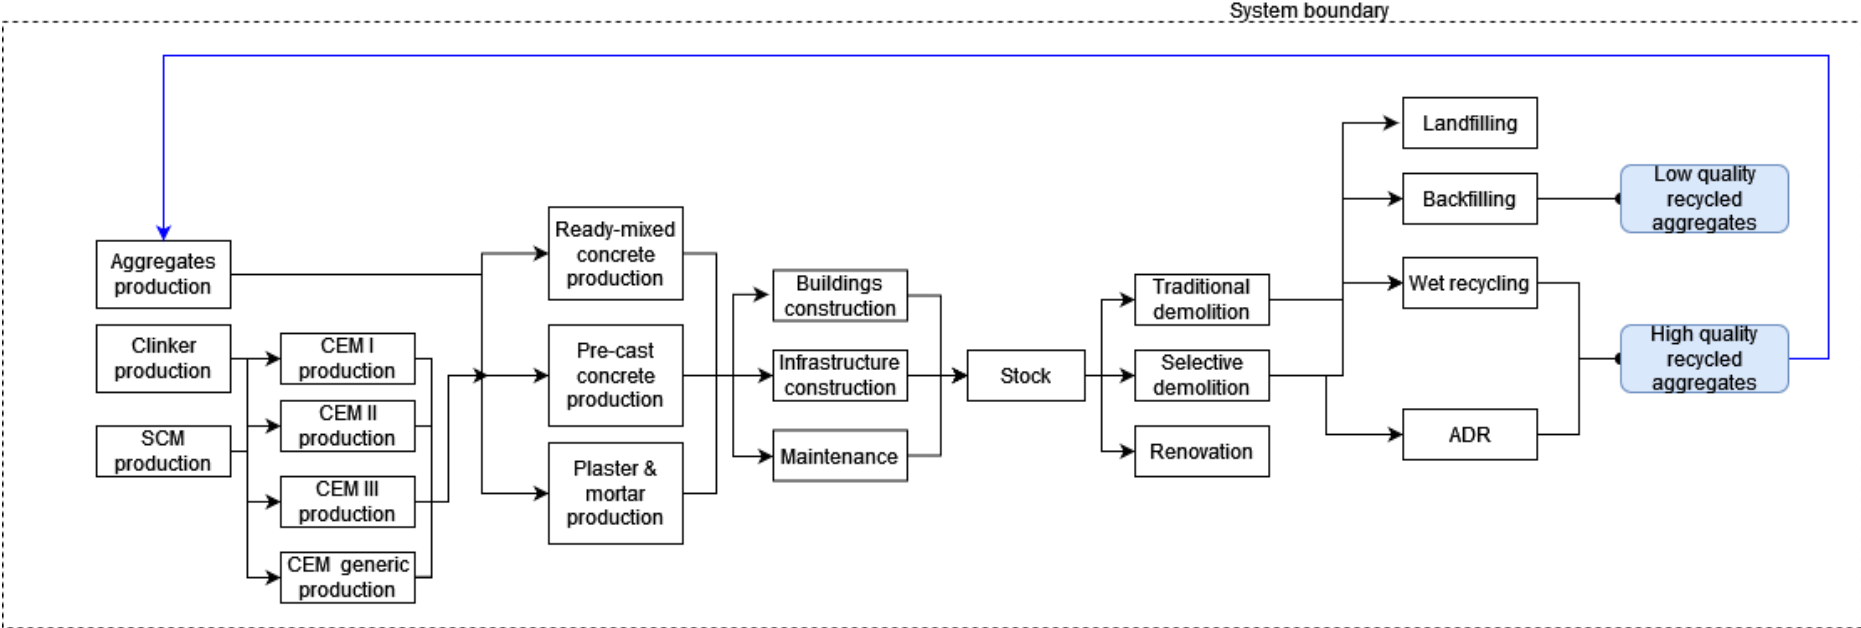 System boundary
Aggregates
production
Clinker
production
SCM
production
CEM I
production
CEM II
production
CEM III
production
CEM generic
production
Ready-mixed
concrete
production
Pre-cast
concrete
production
Plaster &
mortar
production
Buildings
construction
Infrastructure
construction
Maintenance
Stock
Traditional
demolition
Selective
demolition
Renovation
Landfilling
Backfilling
Wet recycling
ADR
Low quality
recycled
aggregates
High quality
recycled
aggregates